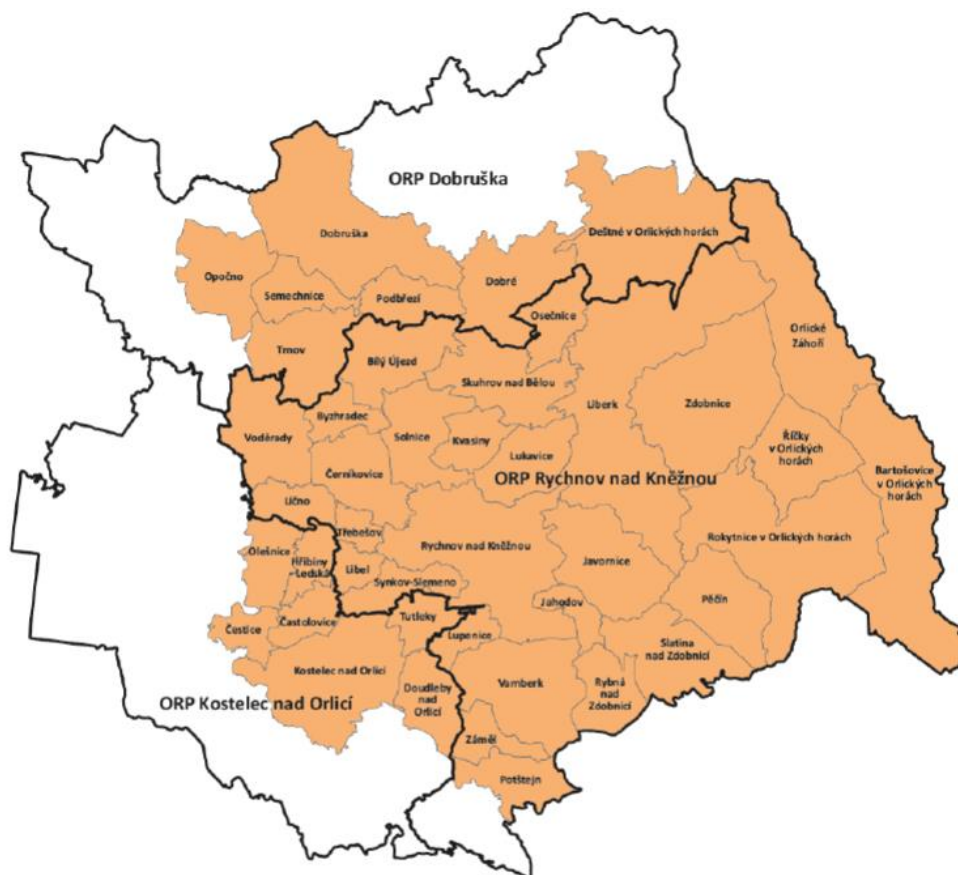 ORP Dobruška
Deštné v Orlických horách
Dobruška
Opočno
Dobré
Semechnice
Podbřezí
Osečnice
Orlické
Záhoří
Trnov
Bílý Újezd
Skuhrov nad Bělou
Liberk
Zdobnice
Byzhradec
Voděrady
Solnice
Kvasiny
Lukavice
Říčky
v Orlických
horách
Černíkovice
ORP Rychnov nad Kněžnou
Bartošovice
v Orlických
horách
Lično
Třebešov
Olešnice
Rychnov nad Kněžnou
Javornice
Rokytnice v Orlických horách
Hřibiny
-Ledská
Libel
Synkov-Slemeno
Pěčín
Jahodov
Čestice
Častolovice
Tutleky
Lupenice
Slatina
nad Zdobnicí
Kostelec nad Orlicí
Doudleby
nad
Orlicí
Vamberk
Rybná
nad
Zdobnicí
ORP Kostelec nad Orlicí
Záměl
Potštejn